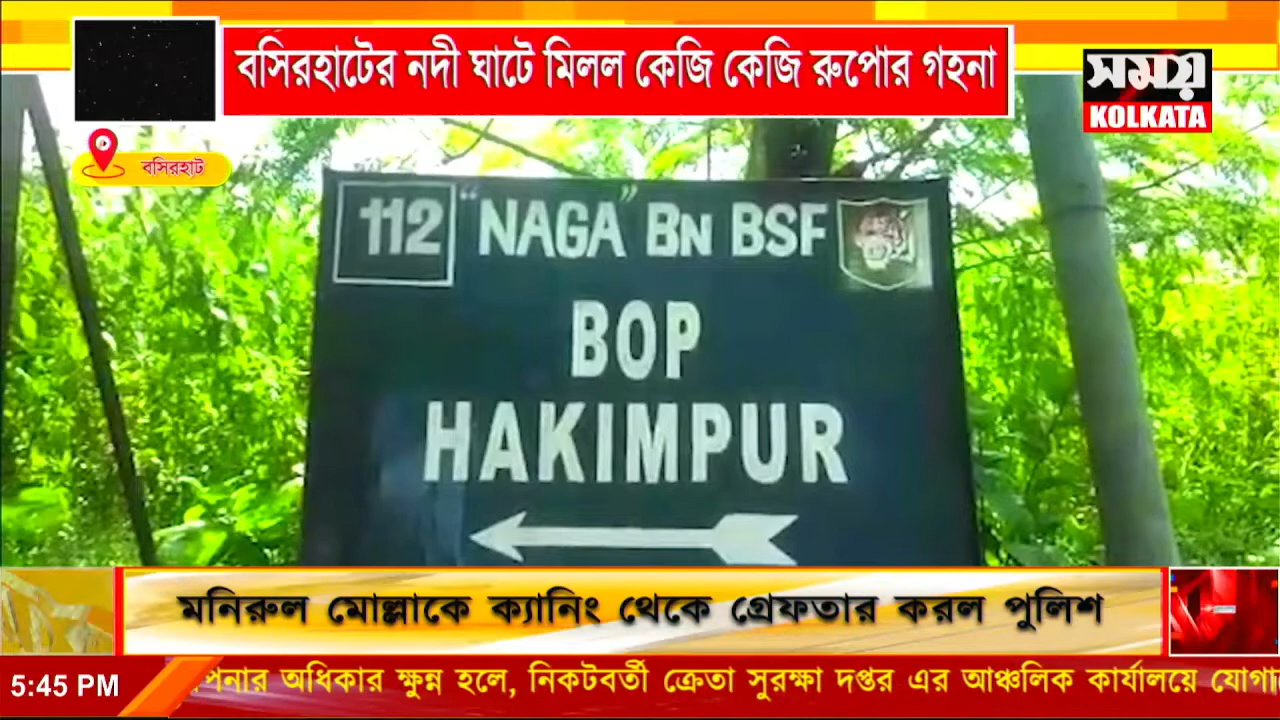 বসিরহাটের নদী ঘাটে মিলল কেজি কেজি রুপোর গহনা
সময়
KOLKATA
বসিরহাট
112 "NAGA" BN BSF
BOP
HAKIMPUR
মনিরুল মোল্লাকে ক্যানিং থেকে গ্রেফতার করল পুলিশ
5:45 PM
অধিকার ক্ষুন্ন হলে, নিকটবর্তী ক্রেতা সুরক্ষা দপ্তর এর আঞ্চলিক কার্যালয়ে